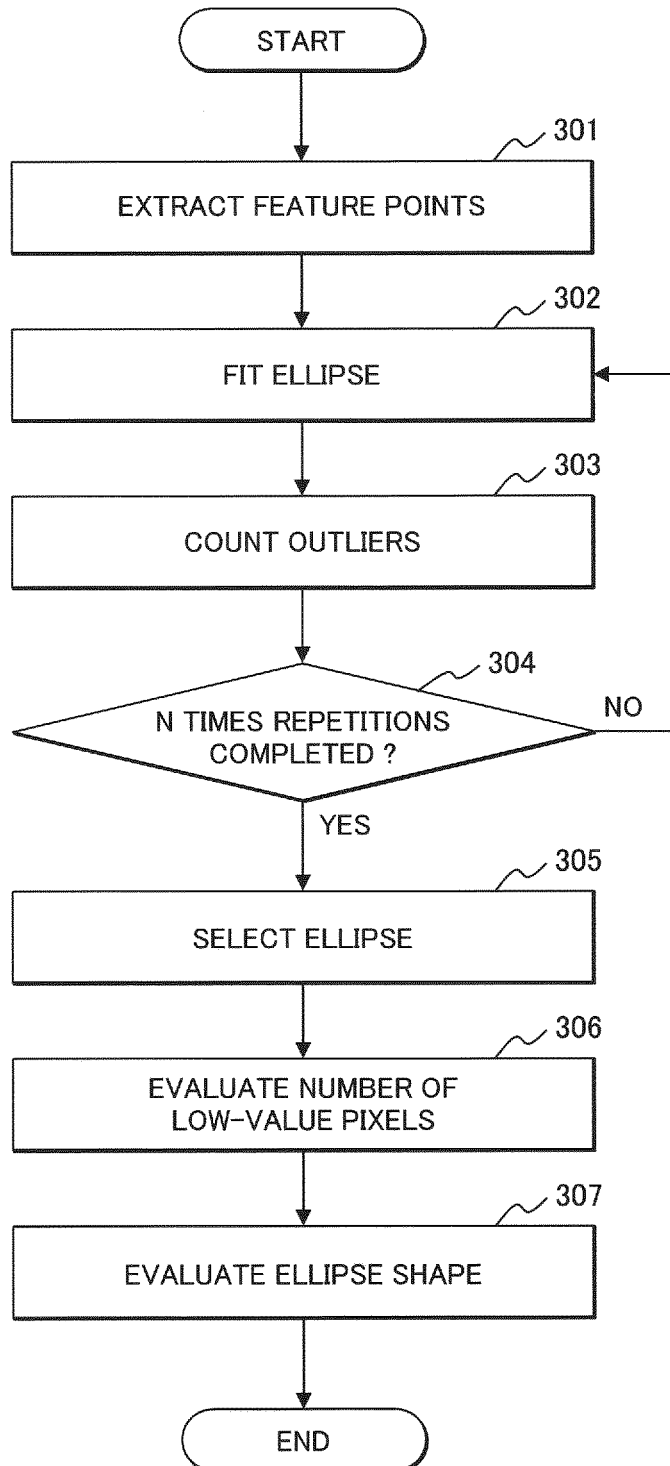 START
301
EXTRACT FEATURE POINTS
302
FIT ELLIPSE
303
COUNT OUTLIERS
304
N TIMES REPETITIONS
COMPLETED ?
NO
YES
305
SELECT ELLIPSE
306
EVALUATE NUMBER OF
LOW-VALUE PIXELS
307
EVALUATE ELLIPSE SHAPE
END